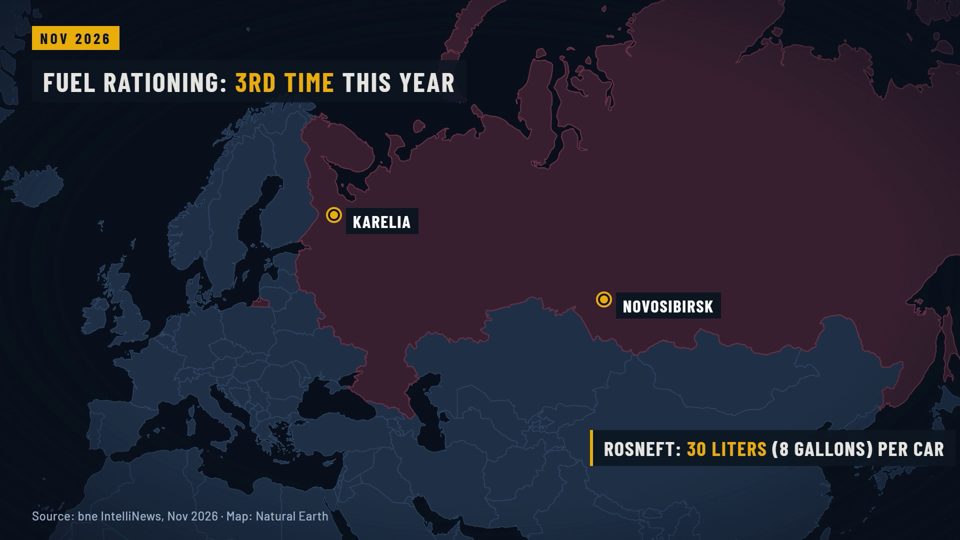 NOV 2026
FUEL RATIONING: 3RD TIME THIS YEAR
KARELIA
NOVOSIBIRSK
ROSNEFT: 30 LITERS (8 GALLONS) PER CAR
Source: bne IntelliNews, Nov 2026 · Map: Natural Earth